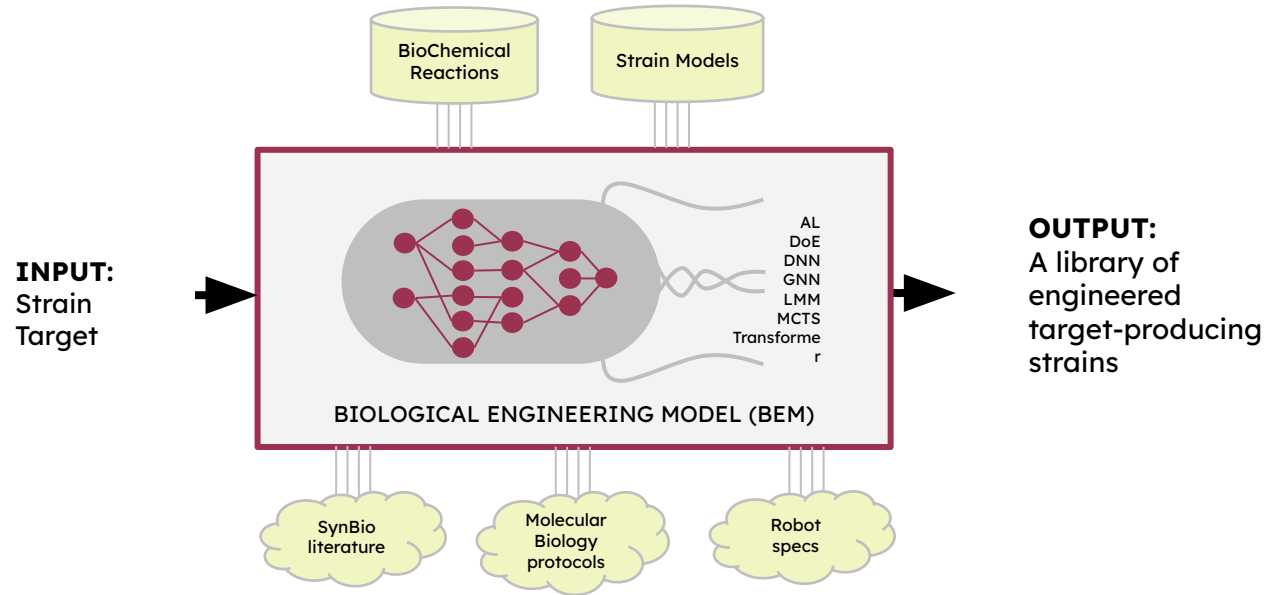 BioChemical
Reactions
Strain Models
INPUT:
Strain
Target
AL
DoE
DNN
GNN
LMM
MCTS
Transforme
r
BIOLOGICAL ENGINEERING MODEL (BEM)
OUTPUT:
A library of
engineered
target-producing
strains
SynBio
literature
Molecular
Biology
protocols
Robot
specs